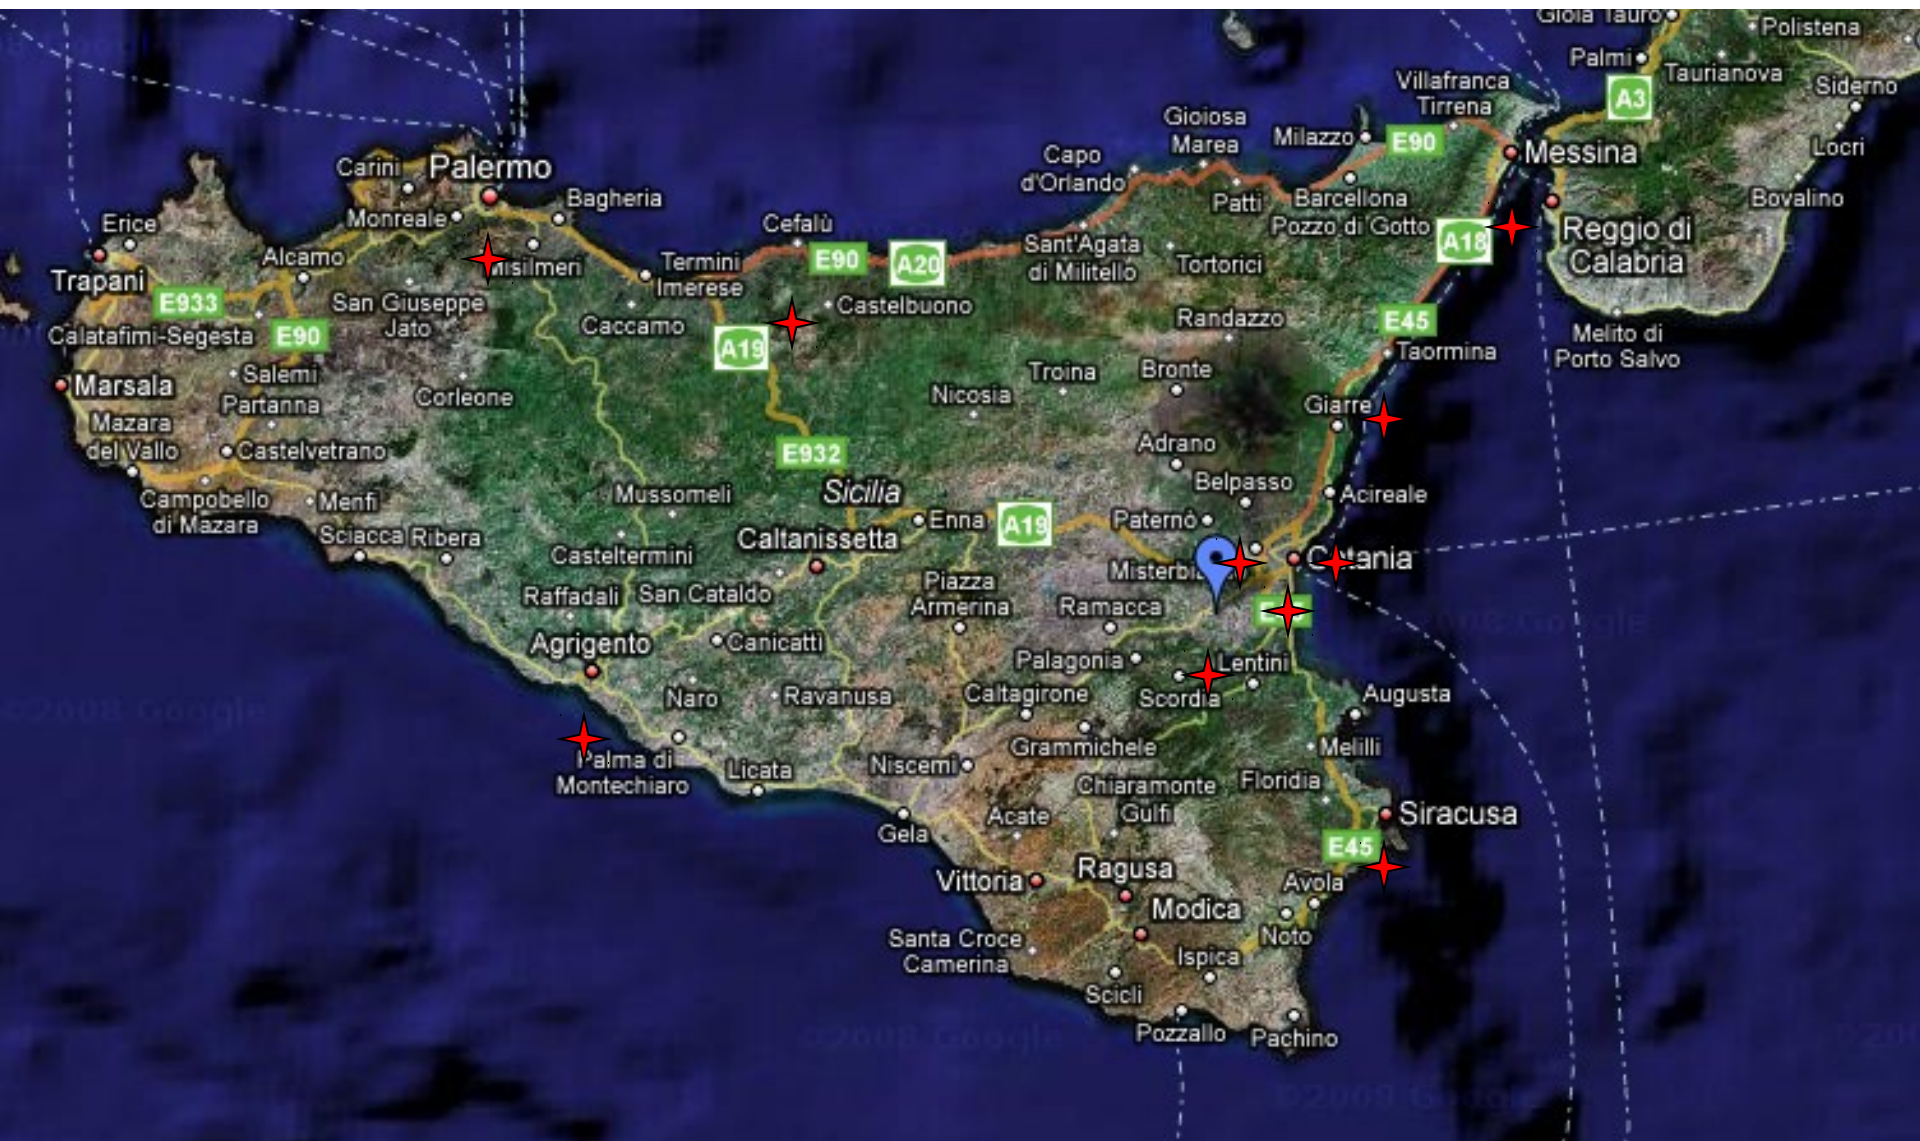 Gioia Tauro
Polistena
Palmi
Taurianova
A3
Siderno
Villafranca
Tirrena
Gioiosa
Marea
Milazzo
E90
Messina
Locri
Carini
Palermo
Capo
d'Orlando
Bagheria
Patti
Barcellona
Pozzo di Gotto
Bovalino
Erice
Monreale
Cefalù
A18
Reggio di
Calabria
Trapani
Alcamo
Misilmeri
Termini
Imerese
E90
A20
Sant'Agata
di Militello
Tortorici
E933
San Giuseppe
Jato
Caccamo
Castelbuono
Randazzo
E45
Melito di
Porto Salvo
Calatafimi-Segesta
E90
A19
Taormina
Marsala
Salemi
Corleone
Troina
Bronte
Nicosia
Partanna
Giarre
Mazara
del Vallo
Castelvetrano
E932
Adrano
Belpasso
Campobello
di Mazara
Menfi
Mussomeli
Sicilia
Acireale
Sciacca
Ribera
Caltanissetta
Enna
A19
Paternò
Casteltermini
Catania
Raffadali
San Cataldo
Piazza
Armerina
Ramacca
Agrigento
Canicattì
Palagonia
Lentini
Naro
Ravanusa
Caltagirone
Scordia
Augusta
Grammichele
Melilli
Palma di
Montechiaro
Licata
Niscemi
Chiaramonte
Gulfi
Floridia
Gela
Acate
Siracusa
E45
Vittoria
Ragusa
Avola
Modica
Santa Croce
Camerina
Noto
Ispica
Scicli
Pozzallo
Pachino
©2008 Google